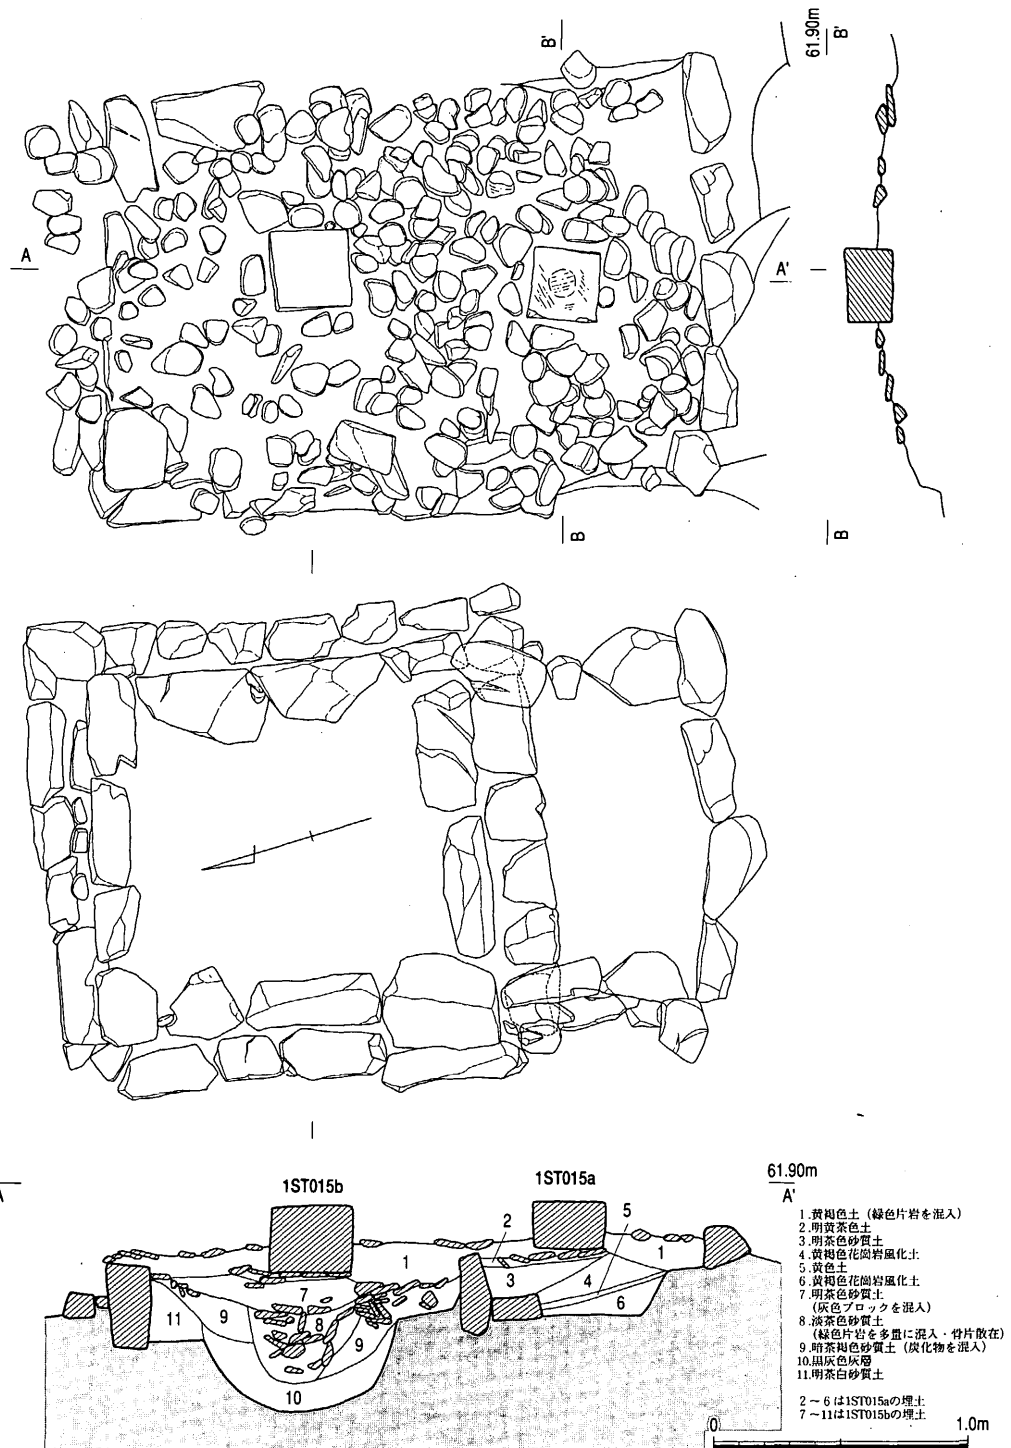 B'
61.90m
B'
A
A'
B
B
A
1ST015b
1ST015a
61.90m
A'
2
5
1
1
3
4
6
7
8
9
9
11
10
1.黄褐色土(緑色片岩を混入)
2.明黄茶色土
3.明茶色砂質土
4.黄褐色花崗岩風化土
5.黄色土
6.黄褐色花崗岩風化土
7.明茶色砂質土
(灰色ブロックを混入)
8.淡茶色砂質土
(緑色片岩を多量に混入・骨片散在)
9.暗茶褐色砂質土(炭化物を混入)
10.黒灰色灰層
11.明茶白砂質土
2~6は1ST015aの埋土
7~11は1ST015bの埋土
0
1.0m